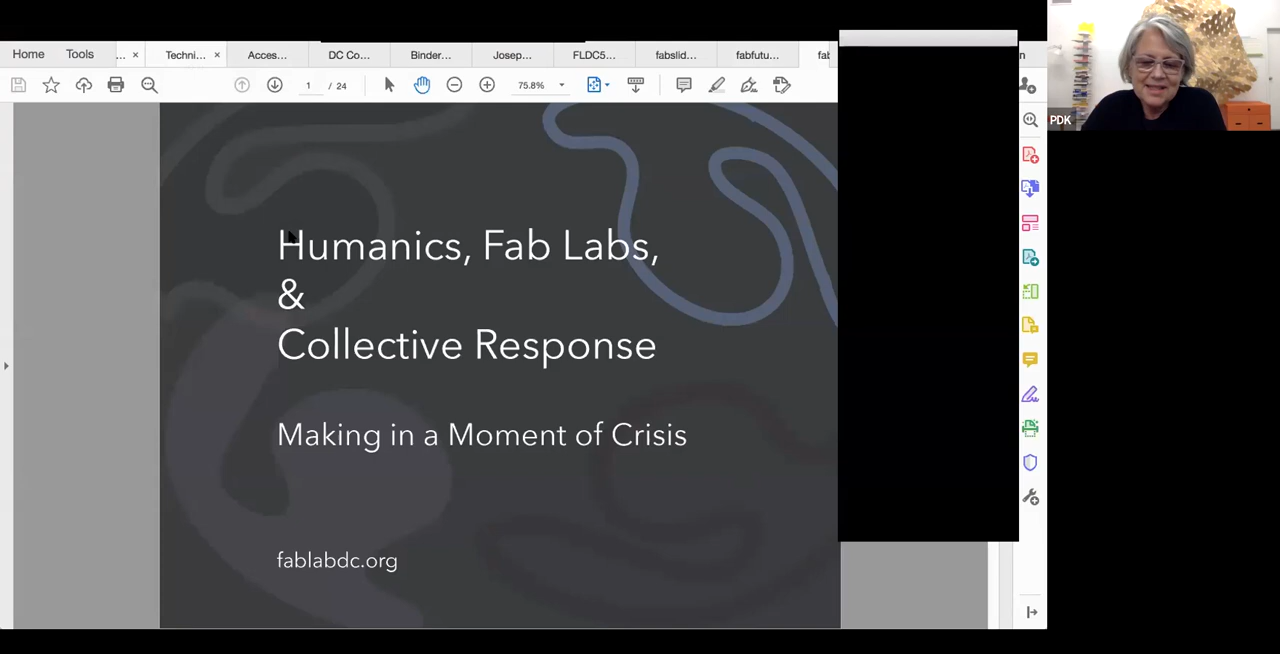 Home Tools ... × Techni... × Acces... DC Co... Binder... Josep... FLDC5... fabslid... fabfutu... fab n
1 / 24 75.8%
PDK
Humanics, Fab Labs,
&
Collective Response
Making in a Moment of Crisis
fablabdc.org